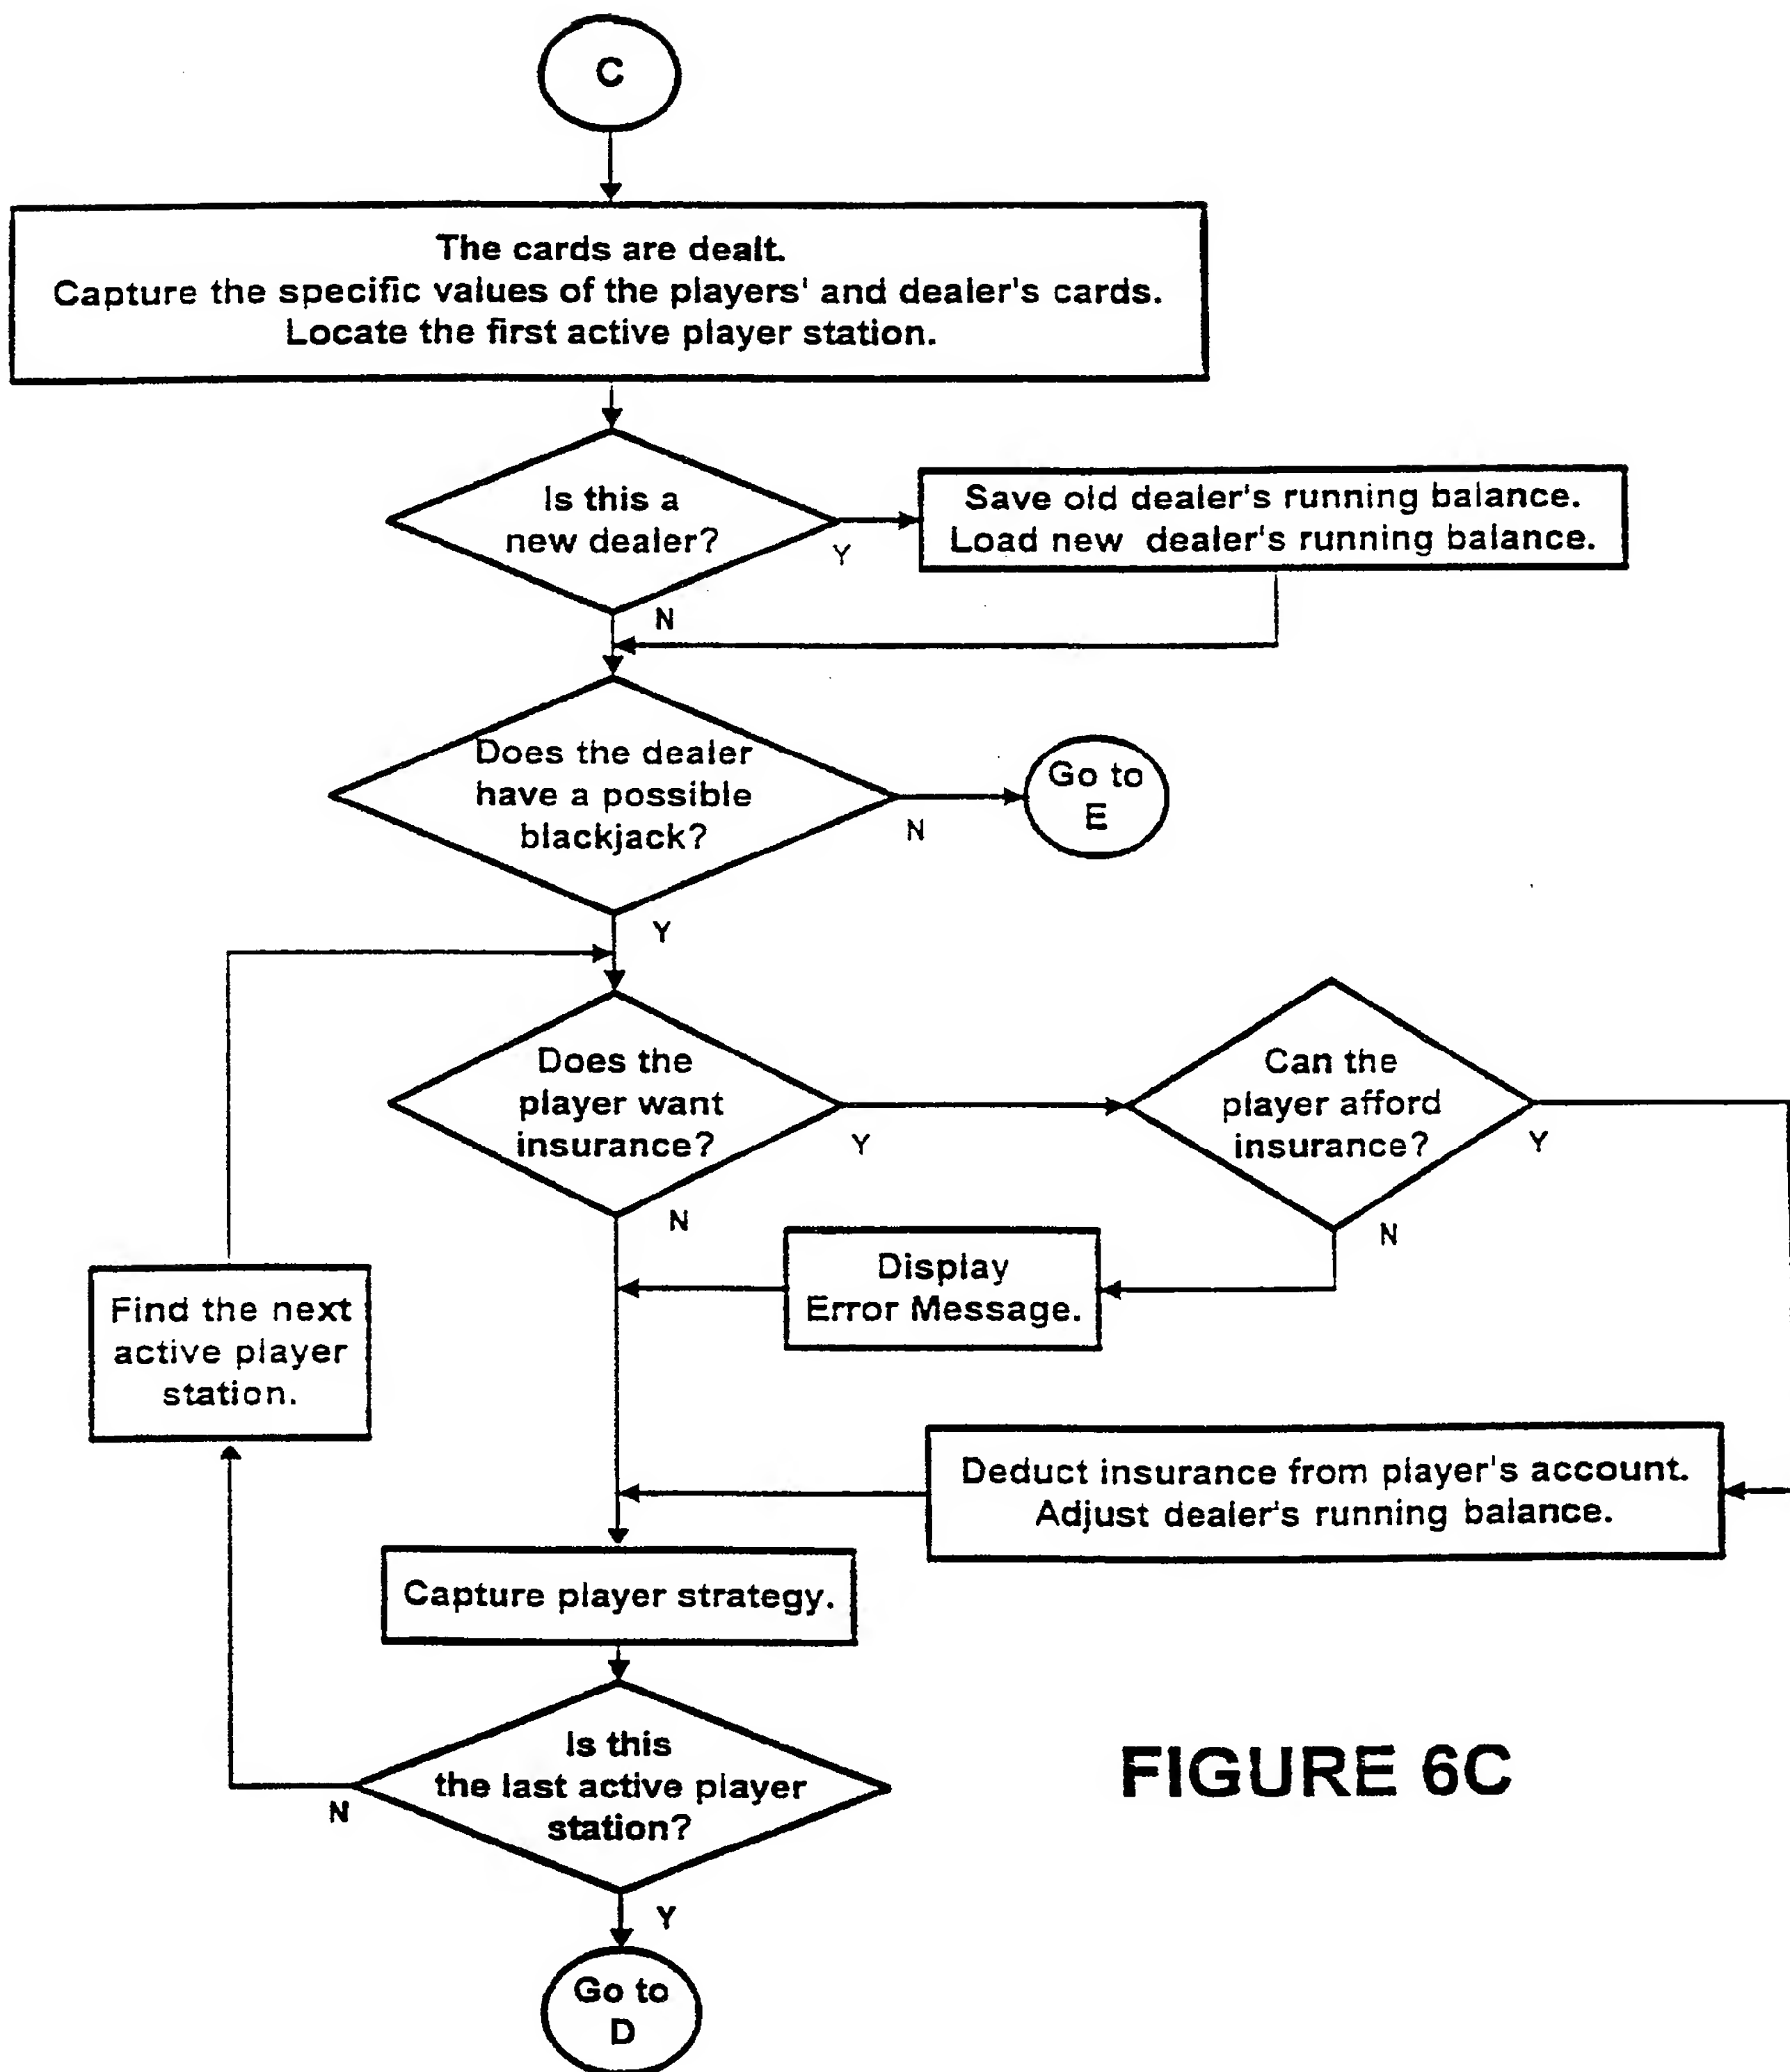 C
The cards are dealt.
Capture the specific values of the players' and dealer's cards.
Locate the first active player station.
Is this a
new dealer?
Y
Save old dealer's running balance.
Load new dealer's running balance.
N
Does the dealer
have a possible
blackjack?
N
Go to
E
Y
Does the
player want
insurance?
Y
Can the
player afford
insurance?
Y
N
N
Display
Error Message.
Find the next
active player
station.
Deduct insurance from player's account.
Adjust dealer's running balance.
Capture player strategy.
Is this
the last active player
station?
N
Y
Go to
D
FIGURE 6C